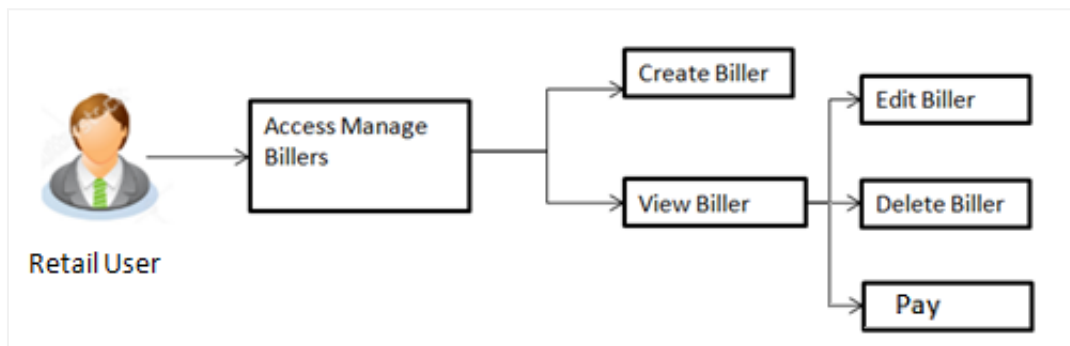 Create Biller
Edit Biller
Access Manage
Billers
View Biller
Delete Biller
Retail User
Pay